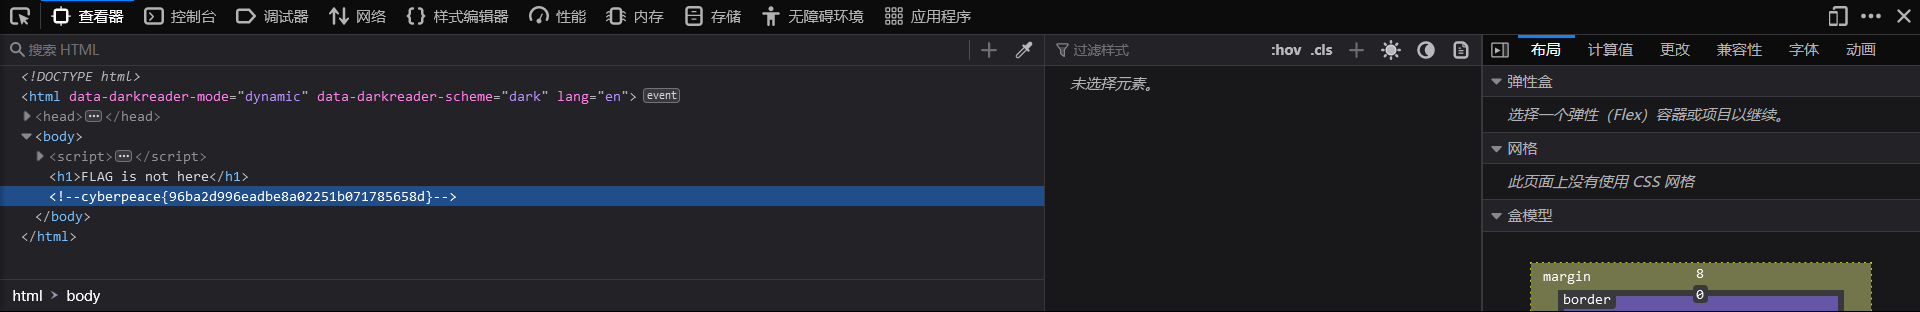 查看器 控制台 调试器 网络 样式编辑器 性能 内存 存储 无障碍环境 应用程序
搜索 HTML
<!DOCTYPE html>
<html data-darkreader-mode="dynamic" data-darkreader-scheme="dark" lang="en"> event
<head> ••• </head>
<body>
<script> ••• </script>
<h1>FLAG is not here</h1>
<!--cyberpeace{96ba2d996eadbe8a02251b071785658d}-->
</body>
</html>
html > body
过滤样式 :hov .cls
未选择元素。
布局 计算值 更改 兼容性 字体 动画
弹性盒
选择一个弹性（Flex）容器或项目以继续。
网格
此页面上没有使用 CSS 网格
盒模型
margin 8
border 0